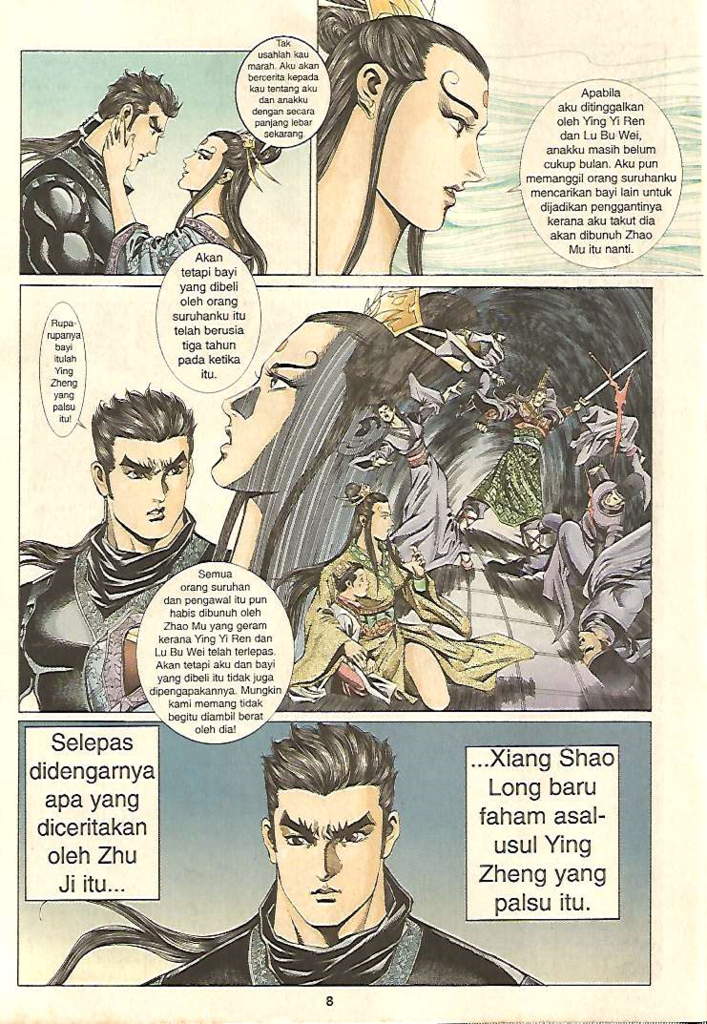 Tak
usahlah kau
marah. Aku akan
bercerita kepada
kau tentang aku
dan anakku
dengan secara
panjang lebar
sekarang.
Apabila
aku ditinggalkan
oleh Ying Yi Ren
dan Lu Bu Wei,
anakku masih belum
cukup bulan. Aku pun
memanggil orang suruhanku
mencarikan bayi lain untuk
dijadikan penggantinya
kerana aku takut dia
akan dibunuh Zhao
Mu itu nanti.
Akan
tetapi bayi
yang dibeli
oleh orang
suruhanku itu
telah berusia
tiga tahun
pada ketika
itu.
Rupa-
rupanya
bayi
itulah
Ying
Zheng
yang
palsu
itu!
Semua
orang suruhan
dan pengawal itu pun
habis dibunuh oleh
Zhao Mu yang geram
kerana Ying Yi Ren dan
Lu Bu Wei telah terlepas.
Akan tetapi aku dan bayi
yang dibeli itu tidak juga
dipengapakannya. Mungkin
kami memang tidak
begitu diambil berat
oleh dia!
Selepas
didengarnya
apa yang
diceritakan
oleh Zhu
Ji itu...
...Xiang Shao
Long baru
faham asal-
usul Ying
Zheng yang
palsu itu.
8